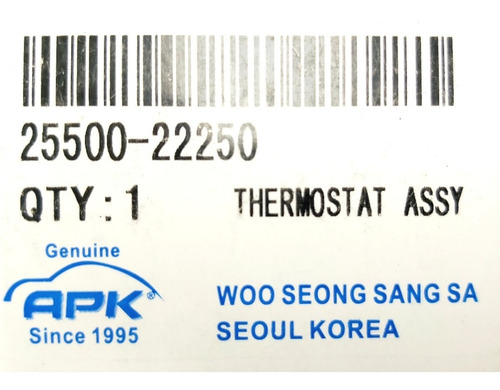 25500-22250
QTY:1 THERMOSTAT ASSY
Genuine
APK®
Since 1995
WOO SEONG SANG SA
SEOUL KOREA